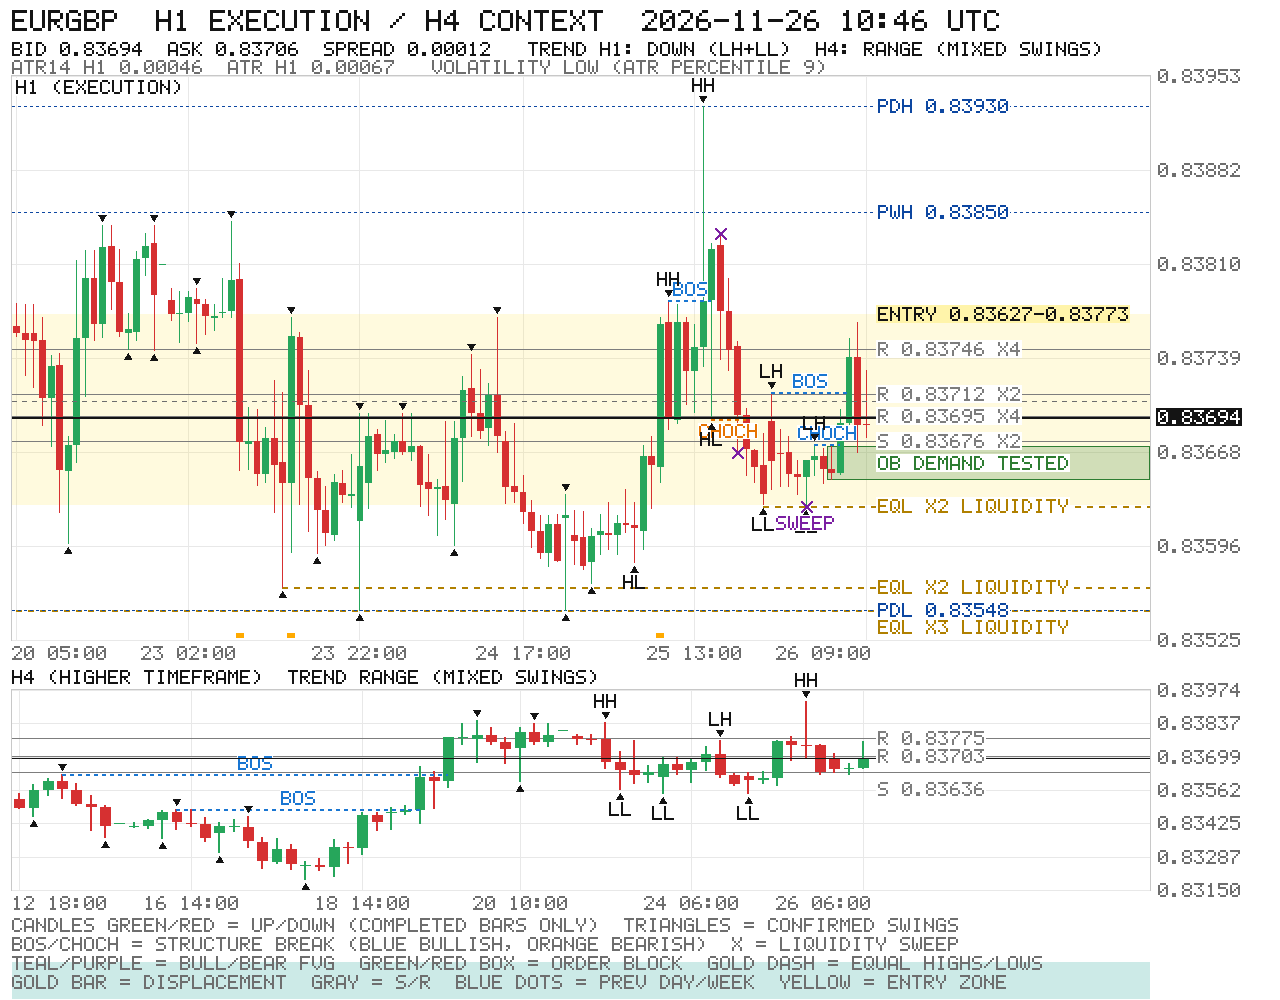 EURGBP  H1 EXECUTION / H4 CONTEXT  2026-11-26 10:46 UTC
BID 0.83694  ASK 0.83706  SPREAD 0.00012   TREND H1: DOWN (LH+LL)  H4: RANGE (MIXED SWINGS)
ATR14 H1 0.00046  ATR H1 0.00067   VOLATILITY LOW (ATR PERCENTILE 9)
H1 (EXECUTION)
0.83953
HH
PDH 0.83930
0.83882
PWH 0.83850
0.83810
HH
BOS
ENTRY 0.83627-0.83773
R 0.83746 X4
0.83739
LH
BOS
R 0.83712 X2
R 0.83695 X4
0.83694
CHOCH
HL
LH
CHOCH
S 0.83676 X2
0.83668
OB DEMAND TESTED
EQL X2 LIQUIDITY
LL
SWEEP
LL
0.83596
HL
EQL X2 LIQUIDITY
PDL 0.83548
EQL X3 LIQUIDITY
0.83525
20 05:00
23 02:00
23 22:00
24 17:00
25 13:00
26 09:00
H4 (HIGHER TIMEFRAME)  TREND RANGE (MIXED SWINGS)
HH
0.83974
HH
LH
0.83837
R 0.83775
BOS
R 0.83703
0.83699
BOS
S 0.83636
0.83562
LL
LL
LL
0.83425
0.83287
0.83150
12 18:00
16 14:00
18 14:00
20 10:00
24 06:00
26 06:00
CANDLES GREEN/RED = UP/DOWN (COMPLETED BARS ONLY)  TRIANGLES = CONFIRMED SWINGS
BOS/CHOCH = STRUCTURE BREAK (BLUE BULLISH, ORANGE BEARISH)  X = LIQUIDITY SWEEP
TEAL/PURPLE = BULL/BEAR FVG  GREEN/RED BOX = ORDER BLOCK  GOLD DASH = EQUAL HIGHS/LOWS
GOLD BAR = DISPLACEMENT  GRAY = S/R  BLUE DOTS = PREV DAY/WEEK  YELLOW = ENTRY ZONE